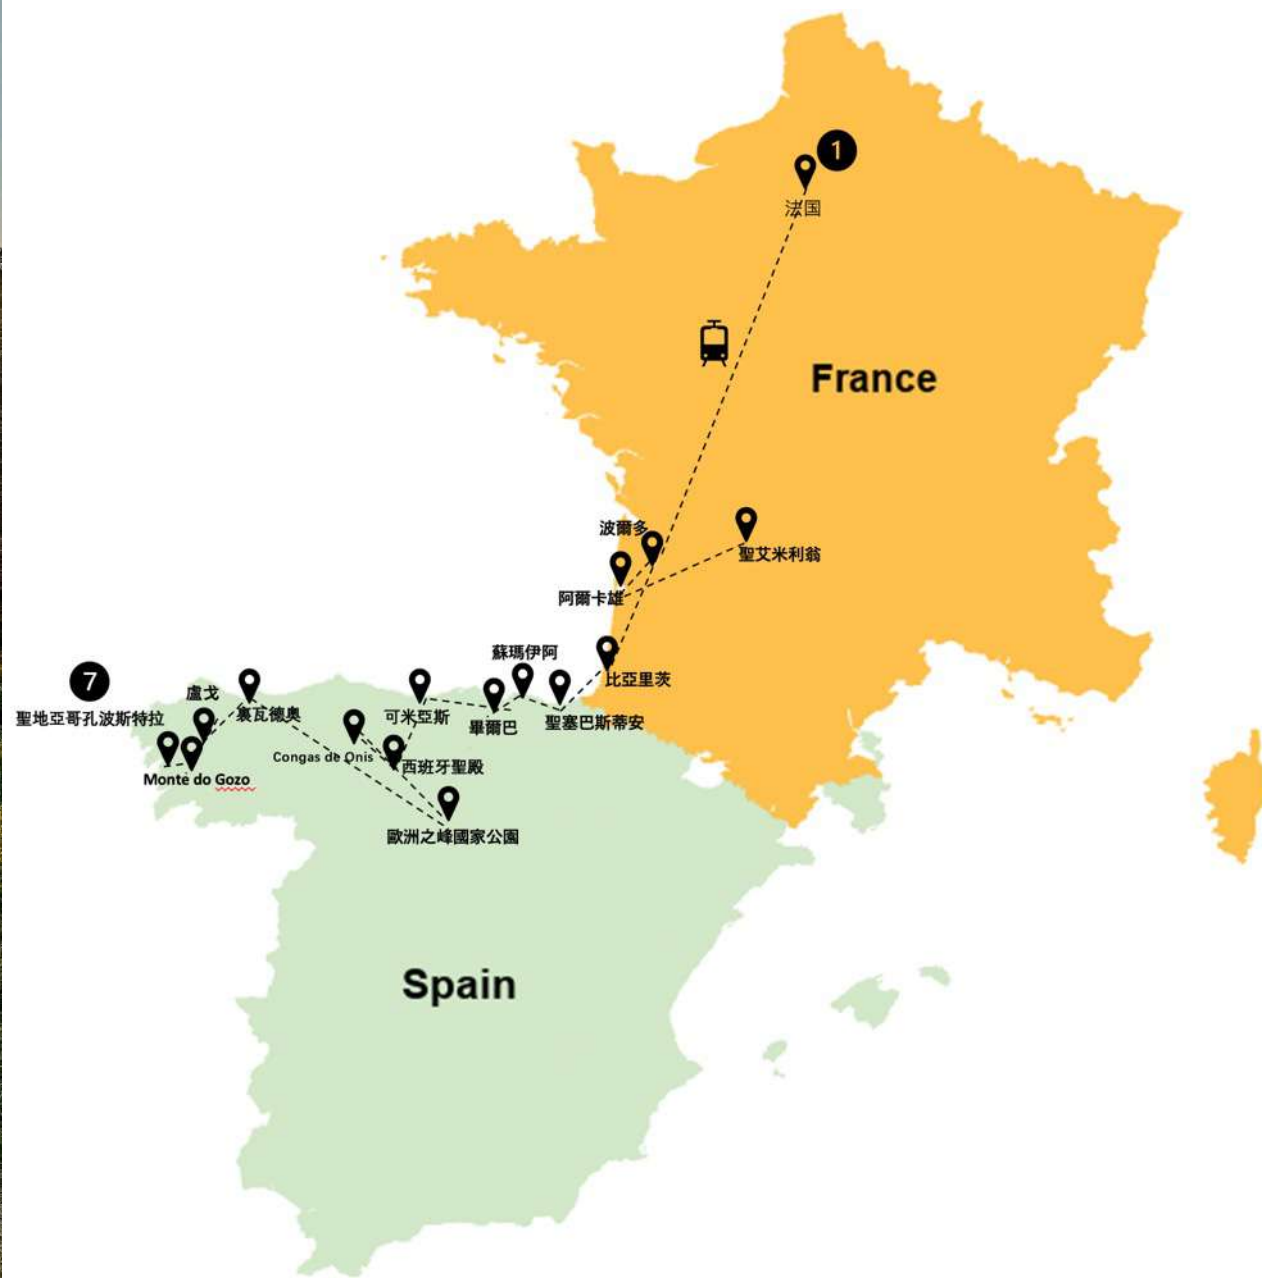 1
法国
France
波爾多
聖艾米利翁
阿爾卡雄
蘇瑪伊阿
比亞里茨
7
盧戈
聖地亞哥孔波斯特拉
裏瓦德奧
可米亞斯
畢爾巴
聖塞巴斯蒂安
Congas de Onis
西班牙聖殿
Monte do Gozo
歐洲之峰國家公園
Spain